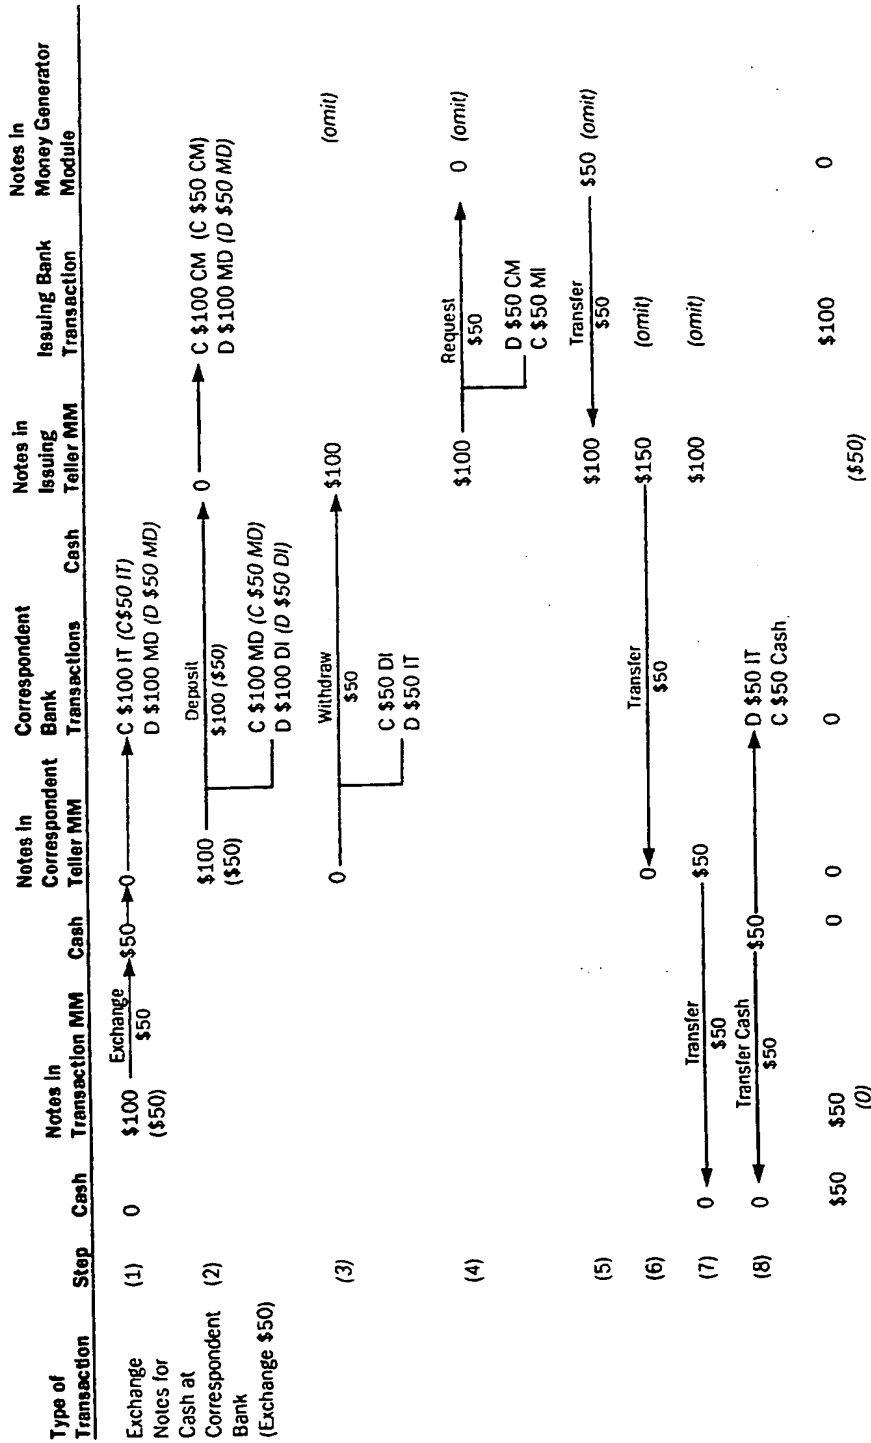 Type of Transaction
Step
Cash
Notes in Transaction MM
Cash
Notes in Correspondent Teller MM
Correspondent Bank Transactions
Cash
Notes in Issuing Teller MM
Issuing Bank Transaction
Notes in Money Generator Module
Exchange
Notes for
Cash at
Correspondent
Bank
(Exchange $50)
(1)
0
$100
($50)
Exchange
$50
$50
0
C $100 IT (C$50 IT)
D $100 MD (D $50 MD)
(2)
$100
($50)
Deposit
$100 ($50)
C $100 MD (C $50 MD)
D $100 DI (D $50 DI)
0
C $100 CM (C $50 CM)
D $100 MD (D $50 MD)
(3)
0
Withdraw
$50
C $50 DI
D $50 IT
$100
(omit)
(4)
$100
Request
$50
D $50 CM
C $50 MI
0 (omit)
(5)
$100
Transfer
$50
$50 (omit)
(6)
0
Transfer
$50
$150
(omit)
(7)
0
Transfer
$50
$50
$100
(omit)
(8)
0
Transfer Cash
$50
$50
D $50 IT
C $50 Cash
$50
$50
0
0
0
$100
0
(0)
($50)